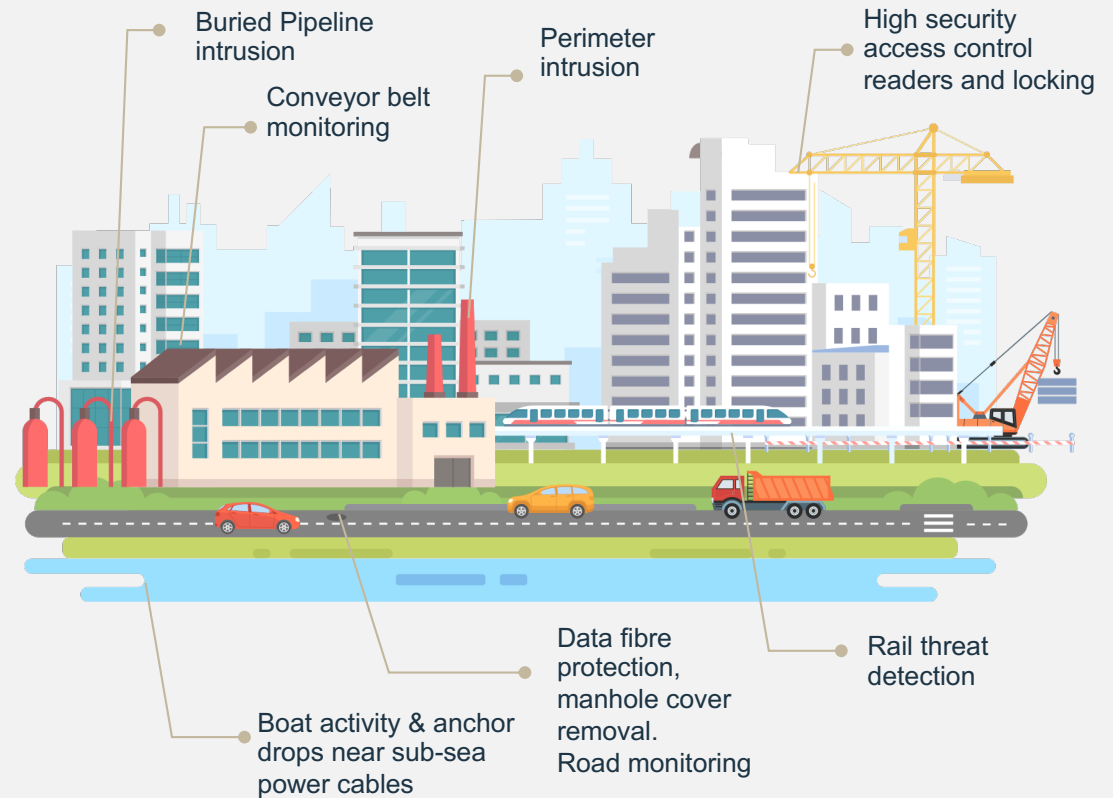 Buried Pipeline
intrusion
Conveyor belt
monitoring
Perimeter
intrusion
High security
access control
readers and locking
Data fibre
protection,
manhole cover
removal.
Road monitoring
Rail threat
detection
Boat activity & anchor
drops near sub-sea
power cables